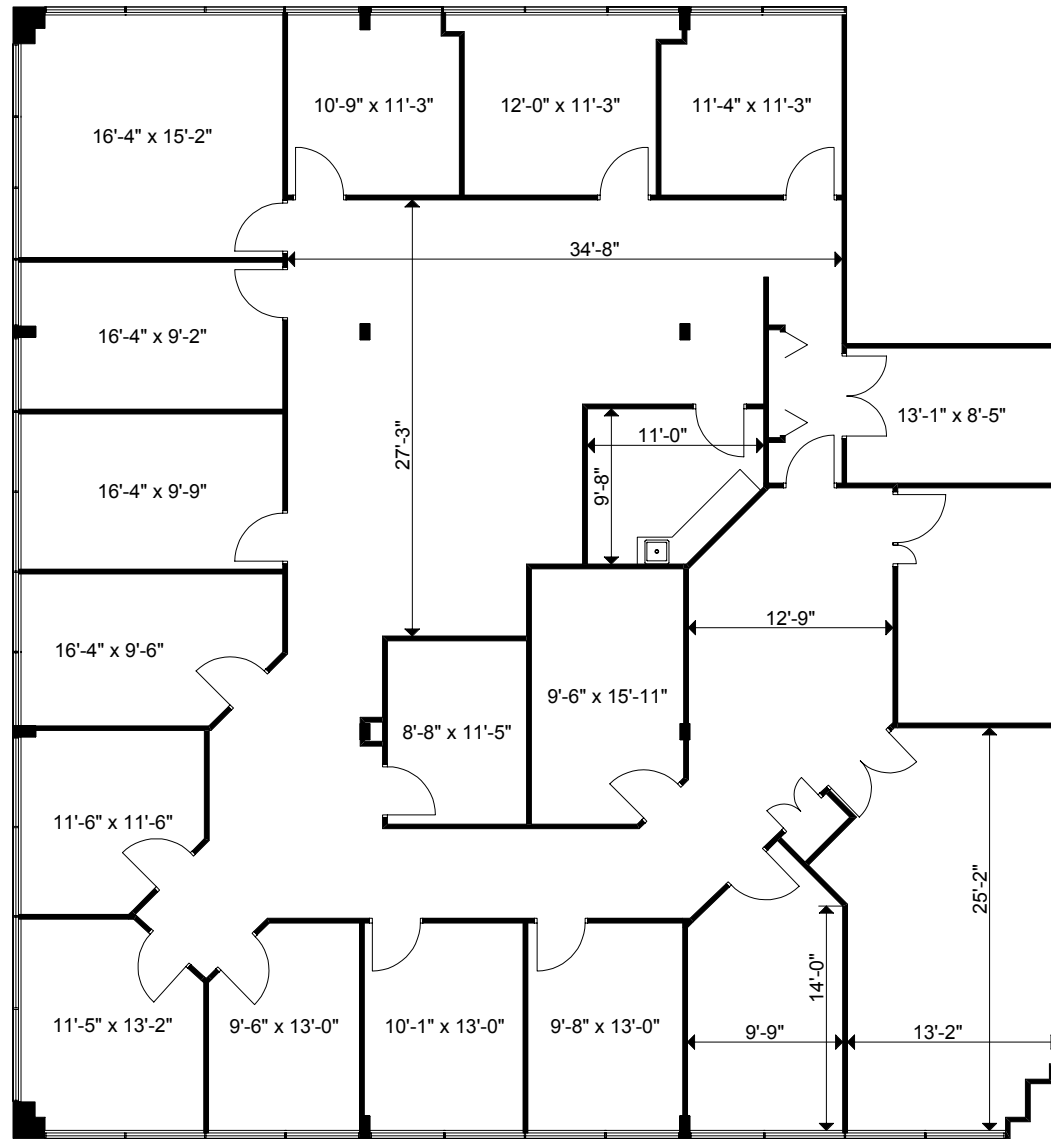 10'-9" x 11'-3"
12'-0" x 11'-3"
11'-4" x 11'-3"
16'-4" x 15'-2"
34'-8"
16'-4" x 9'-2"
13'-1" x 8'-5"
11'-0"
27'-3"
9'-8"
16'-4" x 9'-9"
12'-9"
16'-4" x 9'-6"
9'-6" x 15'-11"
8'-8" x 11'-5"
11'-6" x 11'-6"
25'-2"
14'-0"
11'-5" x 13'-2"
9'-6" x 13'-0"
10'-1" x 13'-0"
9'-8" x 13'-0"
9'-9"
13'-2"